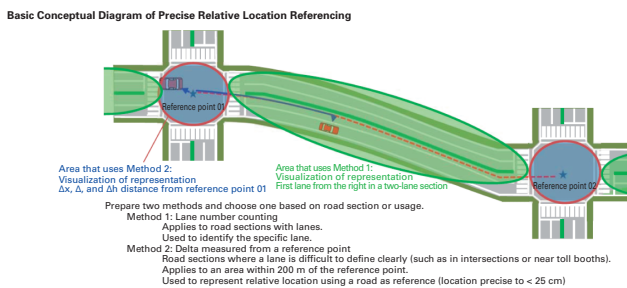 Basic Conceptual Diagram of Precise Relative Location Referencing
Reference point 01
Area that uses Method 2:
Visualization of representation
Δx, Δ, and Δh distance from reference point 01
Area that uses Method 1:
Visualization of representation
First lane from the right in a two-lane section
Reference point 02
Prepare two methods and choose one based on road section or usage.
Method 1: Lane number counting
Applies to road sections with lanes.
Used to identify the specific lane.
Method 2: Delta measured from a reference point
Road sections where a lane is difficult to define clearly (such as in intersections or near toll booths).
Applies to an area within 200 m of the reference point.
Used to represent relative location using a road as reference (location precise to < 25 cm)